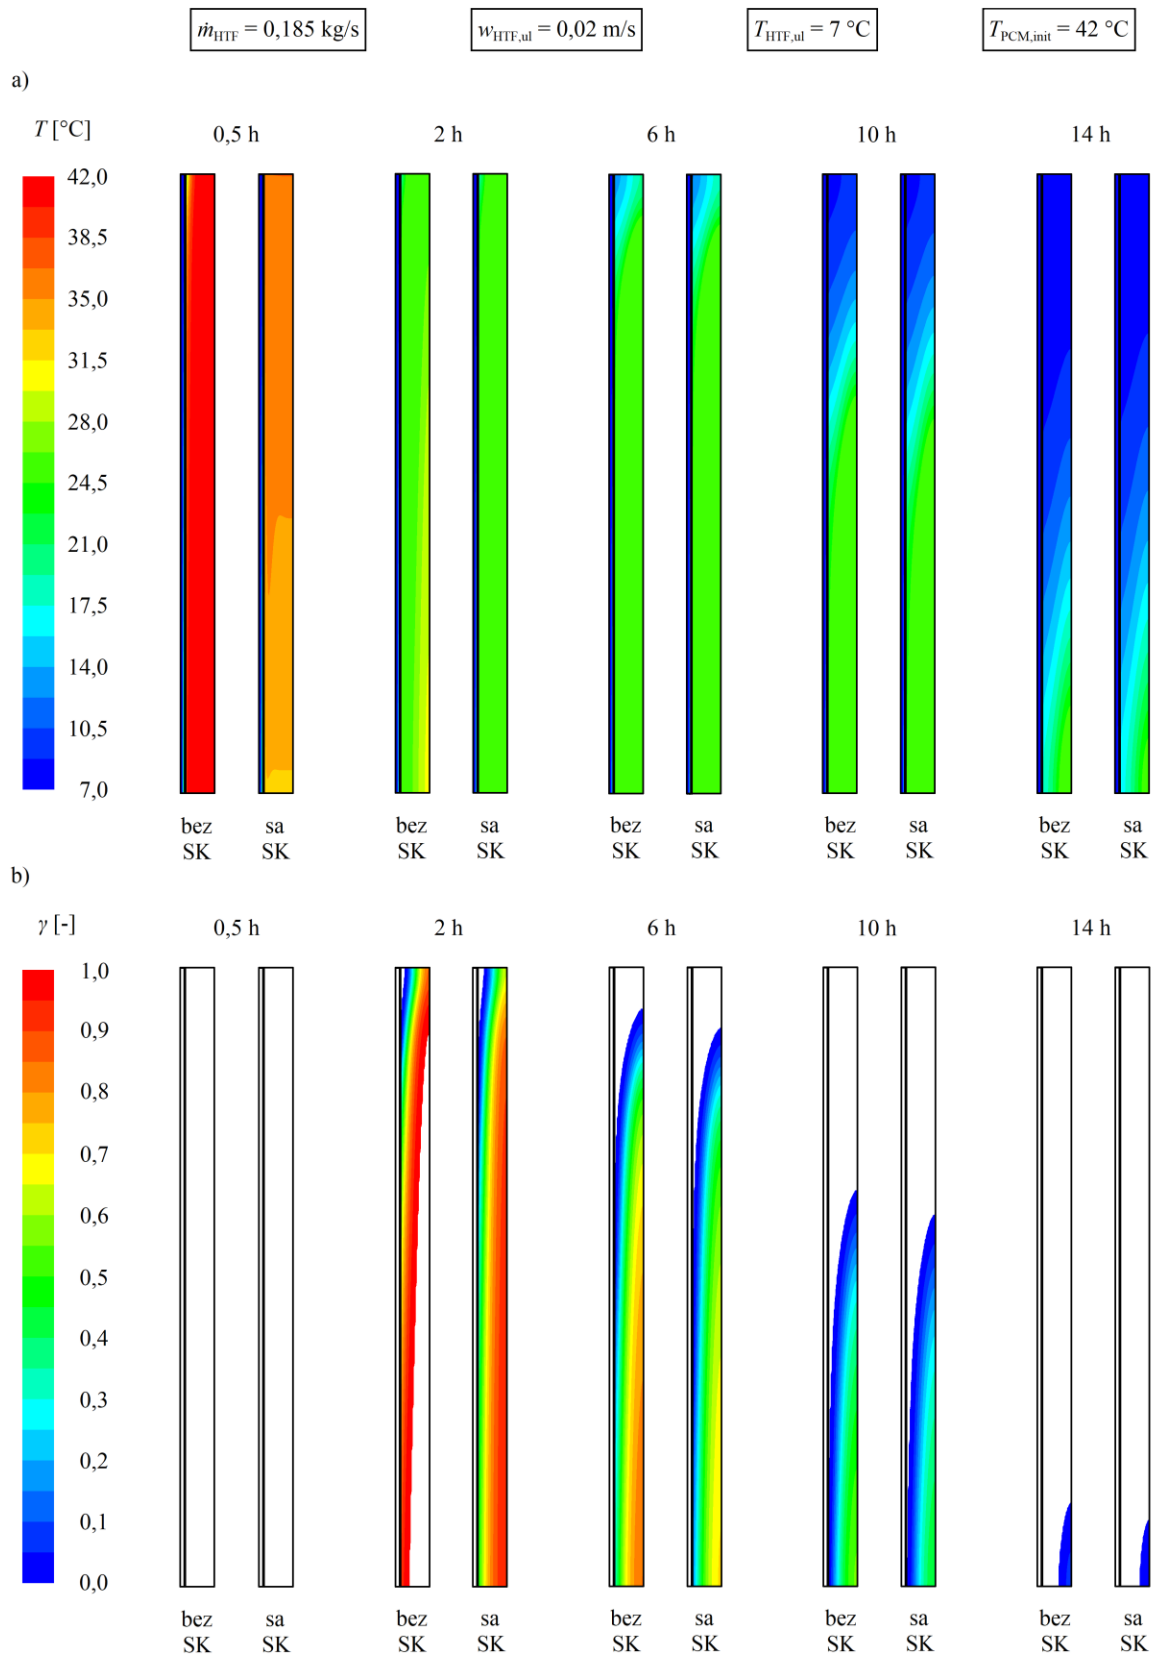 ṁHTF = 0,185 kg/s wHTF,ul = 0,02 m/s THTF,ul = 7 °C TPCM,init = 42 °C
a)
T [°C] 0,5 h 2 h 6 h 10 h 14 h
42,0
38,5
35,0
31,5
28,0
24,5
21,0
17,5
14,0
10,5
7,0
bez sa bez sa bez sa bez sa bez sa
SK SK SK SK SK SK SK SK SK SK
b)
γ [-] 0,5 h 2 h 6 h 10 h 14 h
1,0
0,9
0,8
0,7
0,6
0,5
0,4
0,3
0,2
0,1
0,0
bez sa bez sa bez sa bez sa bez sa
SK SK SK SK SK SK SK SK SK SK